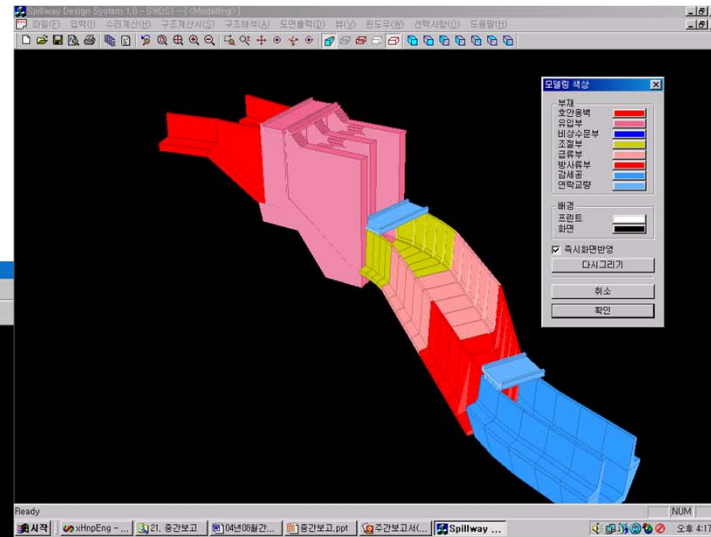 Spillway Design System 1.0 - SWDS1 - [<Modelling>]
파일(F) 입력(I) 수리계산(H) 구조계산서(S) 구조해석(A) 도면출력(D) 뷰(V) 윈도우(W) 선택사항(O) 도움말(H)
모델링 색상
부재
호안옹벽
유입부
비상수문부
조절부
급류부
방사류부
감세공
연락교량
배경
프린트
화면
즉시화면반영
다시그리기
취소
확인
Ready
NUM
시작 xHnpEng - ... 21. 중간보고 04년08월간... 중간보고.ppt 주간보고서(... Spillway ... 오후 4:17